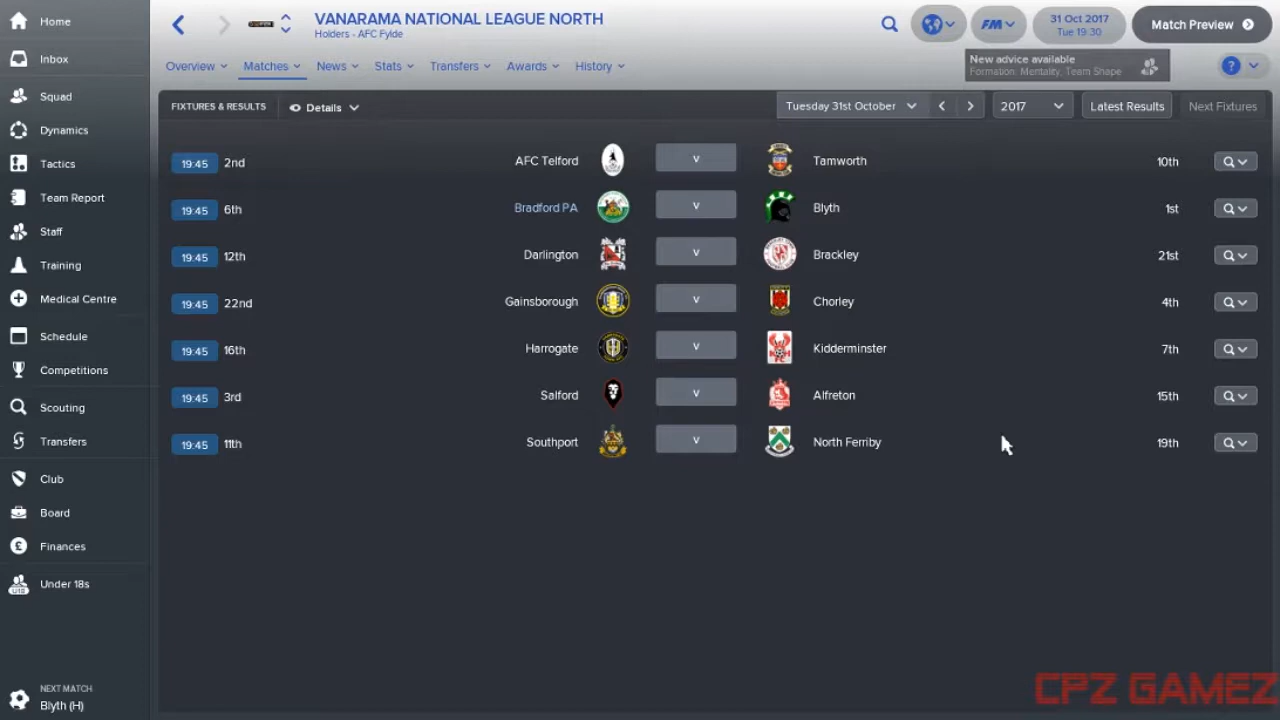 Home
Inbox
Squad
Dynamics
Tactics
Team Report
Staff
Training
Medical Centre
Schedule
Competitions
Scouting
Transfers
Club
Board
Finances
Under 18s
NEXT MATCH
Blyth (H)
VANARAMA NATIONAL LEAGUE NORTH
Holders - AFC Fylde
FM
31 Oct 2017
Tue 19:30
Match Preview
New advice available
Formation: Mentality, Team Shape
?
Overview Matches News Stats Transfers Awards History
FIXTURES & RESULTS Details Tuesday 31st October 2017 Latest Results Next Fixtures
19:45 2nd AFC Telford v Tamworth 10th
19:45 6th Bradford PA v Blyth 1st
19:45 12th Darlington v Brackley 21st
19:45 22nd Gainsborough v Chorley 4th
19:45 16th Harrogate v Kidderminster 7th
19:45 3rd Salford v Alfreton 15th
19:45 11th Southport v North Ferriby 19th
CPZ GAMEZ